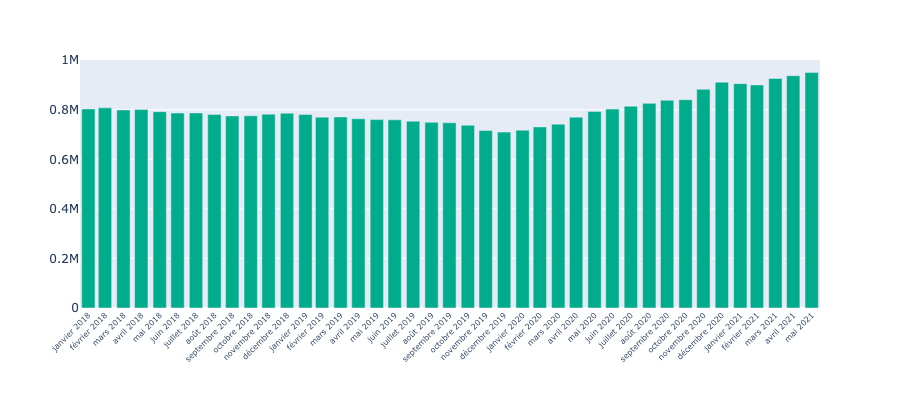 1M
0.8M
0.6M
0.4M
0.2M
0
janvier 2018
février 2018
mars 2018
avril 2018
mai 2018
juin 2018
juillet 2018
août 2018
septembre 2018
octobre 2018
novembre 2018
décembre 2018
janvier 2019
février 2019
mars 2019
avril 2019
mai 2019
juin 2019
juillet 2019
août 2019
septembre 2019
octobre 2019
novembre 2019
décembre 2019
janvier 2020
février 2020
mars 2020
avril 2020
mai 2020
juin 2020
juillet 2020
août 2020
septembre 2020
octobre 2020
novembre 2020
décembre 2020
janvier 2021
février 2021
mars 2021
avril 2021
mai 2021